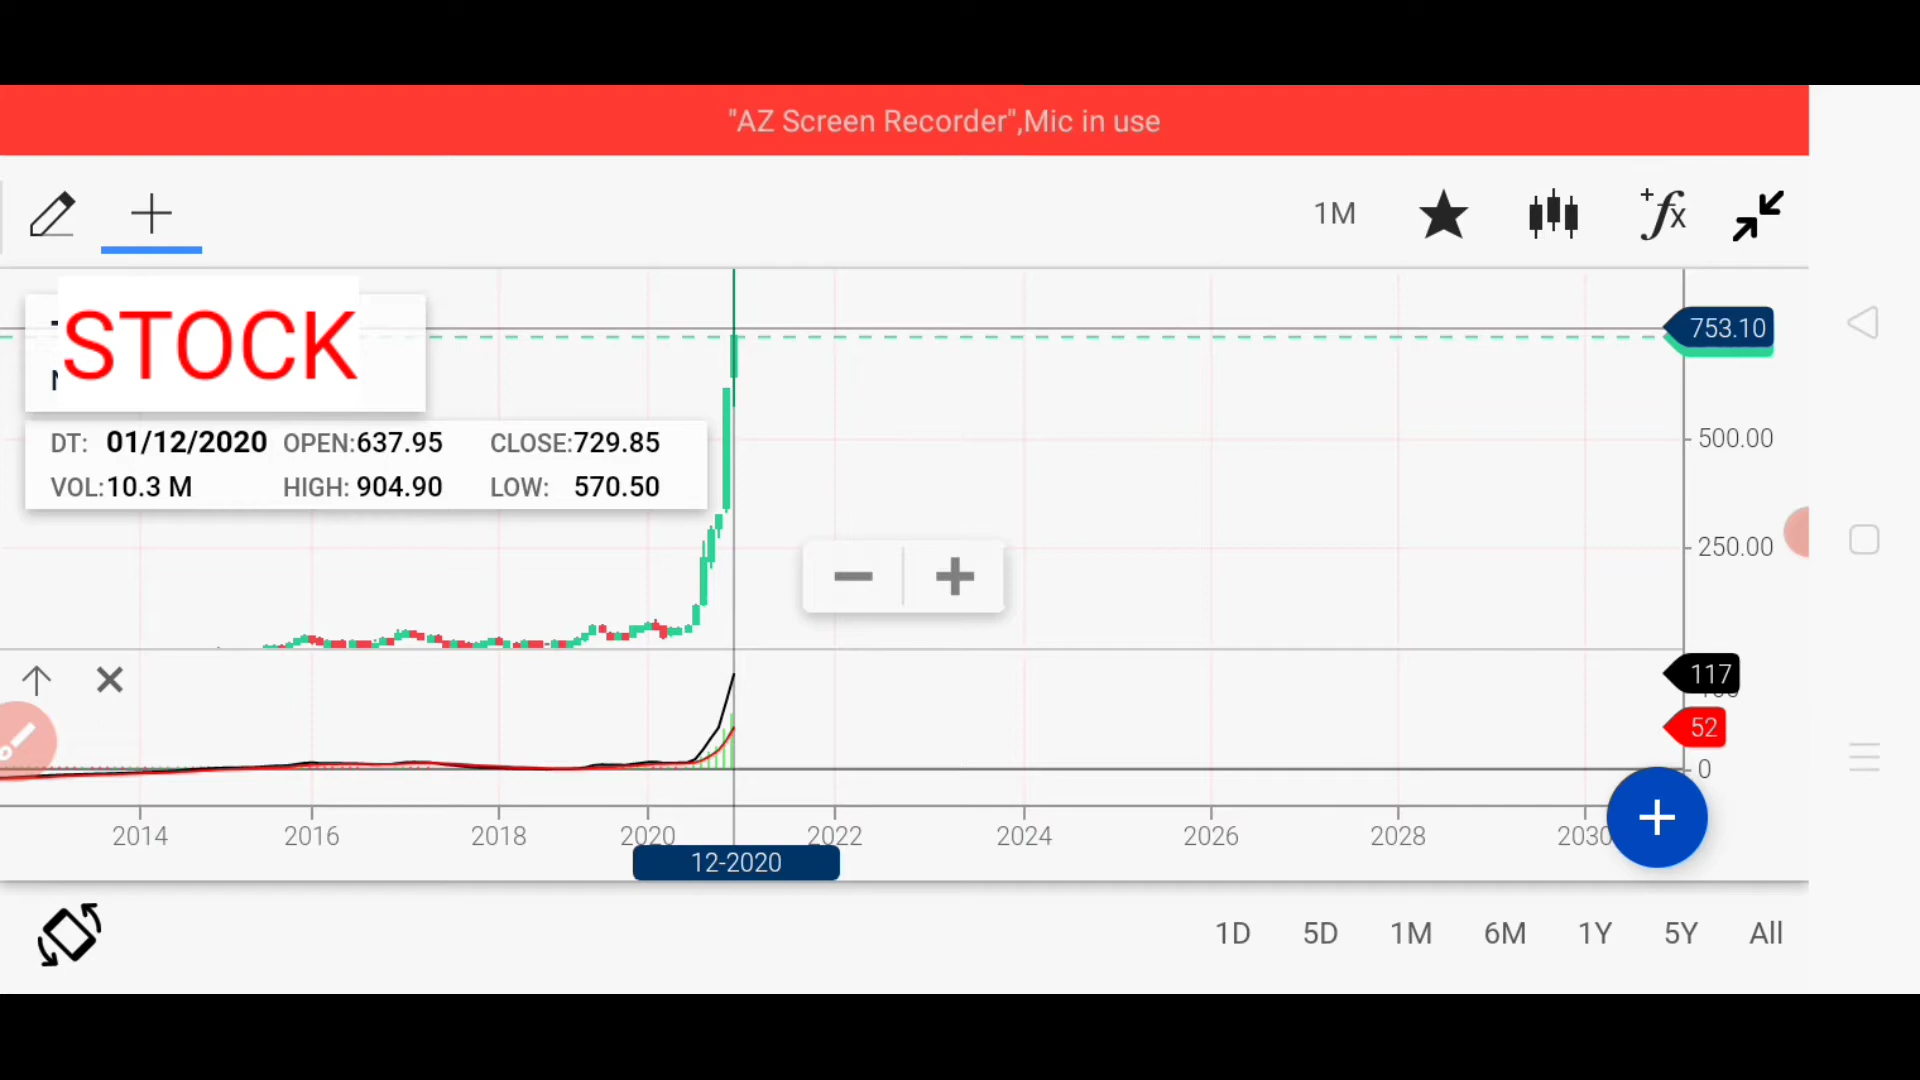 "AZ Screen Recorder",Mic in use
1M
fx
STOCK
753.10
DT: 01/12/2020 OPEN:637.95 CLOSE:729.85
VOL:10.3 M HIGH: 904.90 LOW: 570.50
500.00
250.00
117
52
0
2014 2016 2018 2020 2022 2024 2026 2028 2030
12-2020
1D 5D 1M 6M 1Y 5Y All